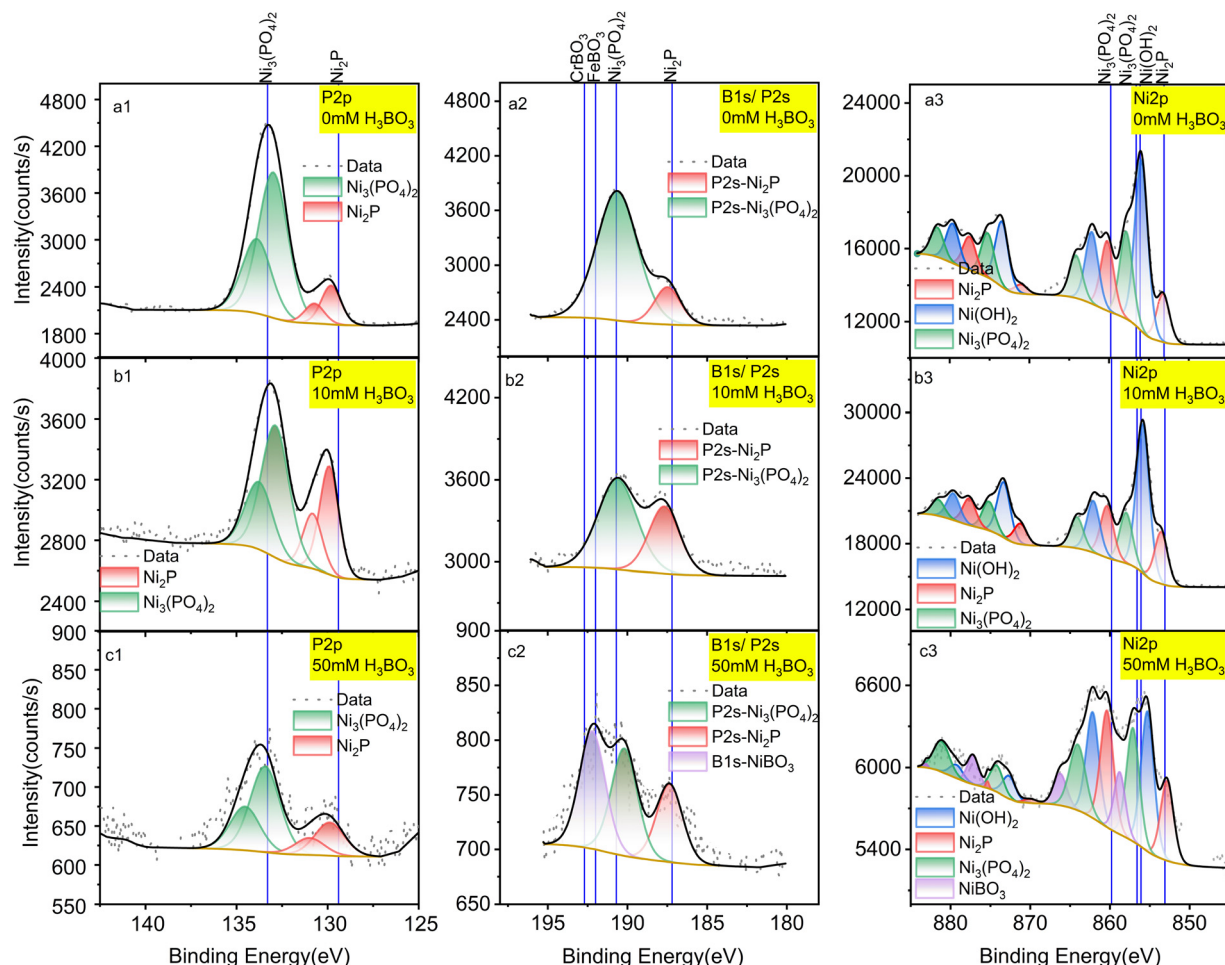 Ni₃(PO₄)₂
Ni₂P
CrBO₃
FeBO₃
Ni₃(PO₄)₂
Ni₂P
Ni₃(PO₄)₂
Ni₃(PO₄)₂
Ni(OH)₂
Ni₂P
a1
P2p
0mM H₃BO₃
Data
Ni₃(PO₄)₂
Ni₂P
4800
4200
3600
3000
2400
1800
Intensity(counts/s)
a2
B1s/ P2s
0mM H₃BO₃
Data
P2s-Ni₂P
P2s-Ni₃(PO₄)₂
4800
4200
3600
3000
2400
a3
Ni2p
0mM H₃BO₃
Data
Ni₂P
Ni(OH)₂
Ni₃(PO₄)₂
24000
20000
16000
12000
b1
P2p
10mM H₃BO₃
Data
Ni₂P
Ni₃(PO₄)₂
4000
3600
3200
2800
2400
Intensity(counts/s)
b2
B1s/ P2s
10mM H₃BO₃
Data
P2s-Ni₂P
P2s-Ni₃(PO₄)₂
4200
3600
3000
b3
Ni2p
10mM H₃BO₃
Data
Ni(OH)₂
Ni₂P
Ni₃(PO₄)₂
30000
24000
18000
12000
c1
P2p
50mM H₃BO₃
Data
Ni₃(PO₄)₂
Ni₂P
900
850
800
750
700
650
600
550
Intensity(counts/s)
140 135 130 125
Binding Energy(eV)
c2
B1s/ P2s
50mM H₃BO₃
Data
P2s-Ni₃(PO₄)₂
P2s-Ni₂P
B1s-NiBO₃
900
850
800
750
700
650
195 190 185 180
Binding Energy(eV)
c3
Ni2p
50mM H₃BO₃
Data
Ni(OH)₂
Ni₂P
Ni₃(PO₄)₂
NiBO₃
6600
6000
5400
880 870 860 850
Binding Energy(eV)